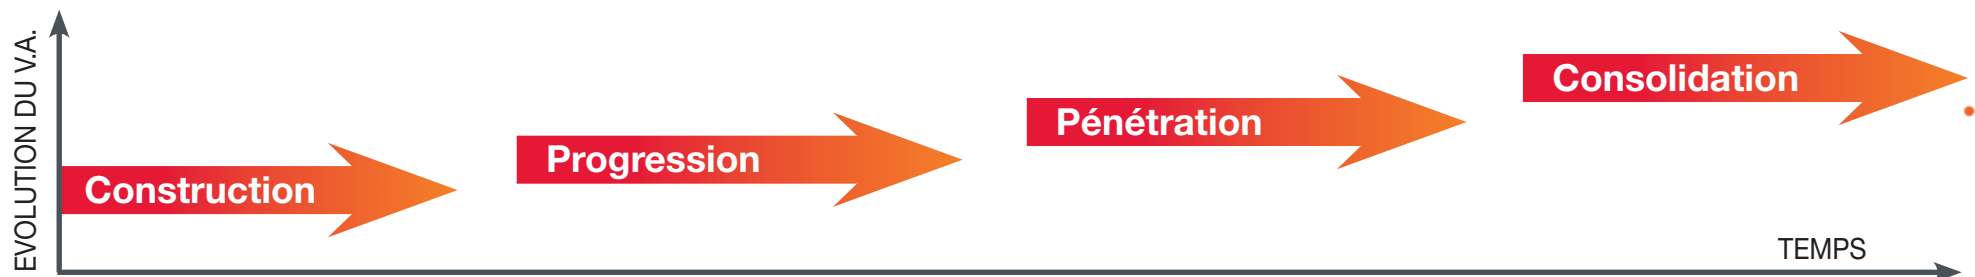 EVOLUTION DU V.A.
Construction
Progression
Pénétration
Consolidation
TEMPS